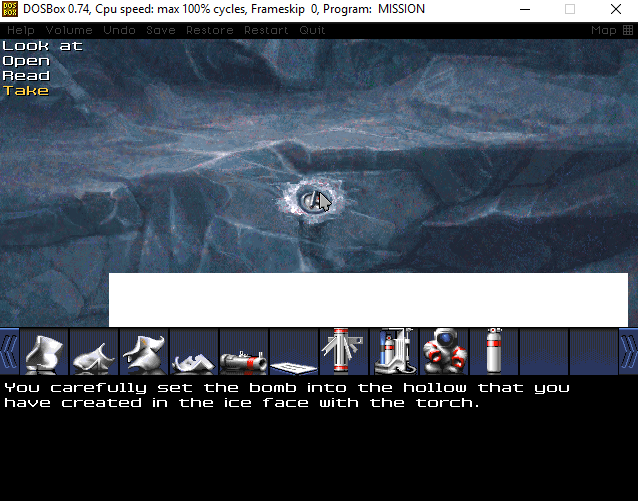 DOS BOX DOSBox 0.74, Cpu speed: max 100% cycles, Frameskip 0, Program: MISSION
Help Volume Undo Save Restore Restart Quit Map
Look at
Open
Read
Take
You carefully set the bomb into the hollow that you
have created in the ice face with the torch.